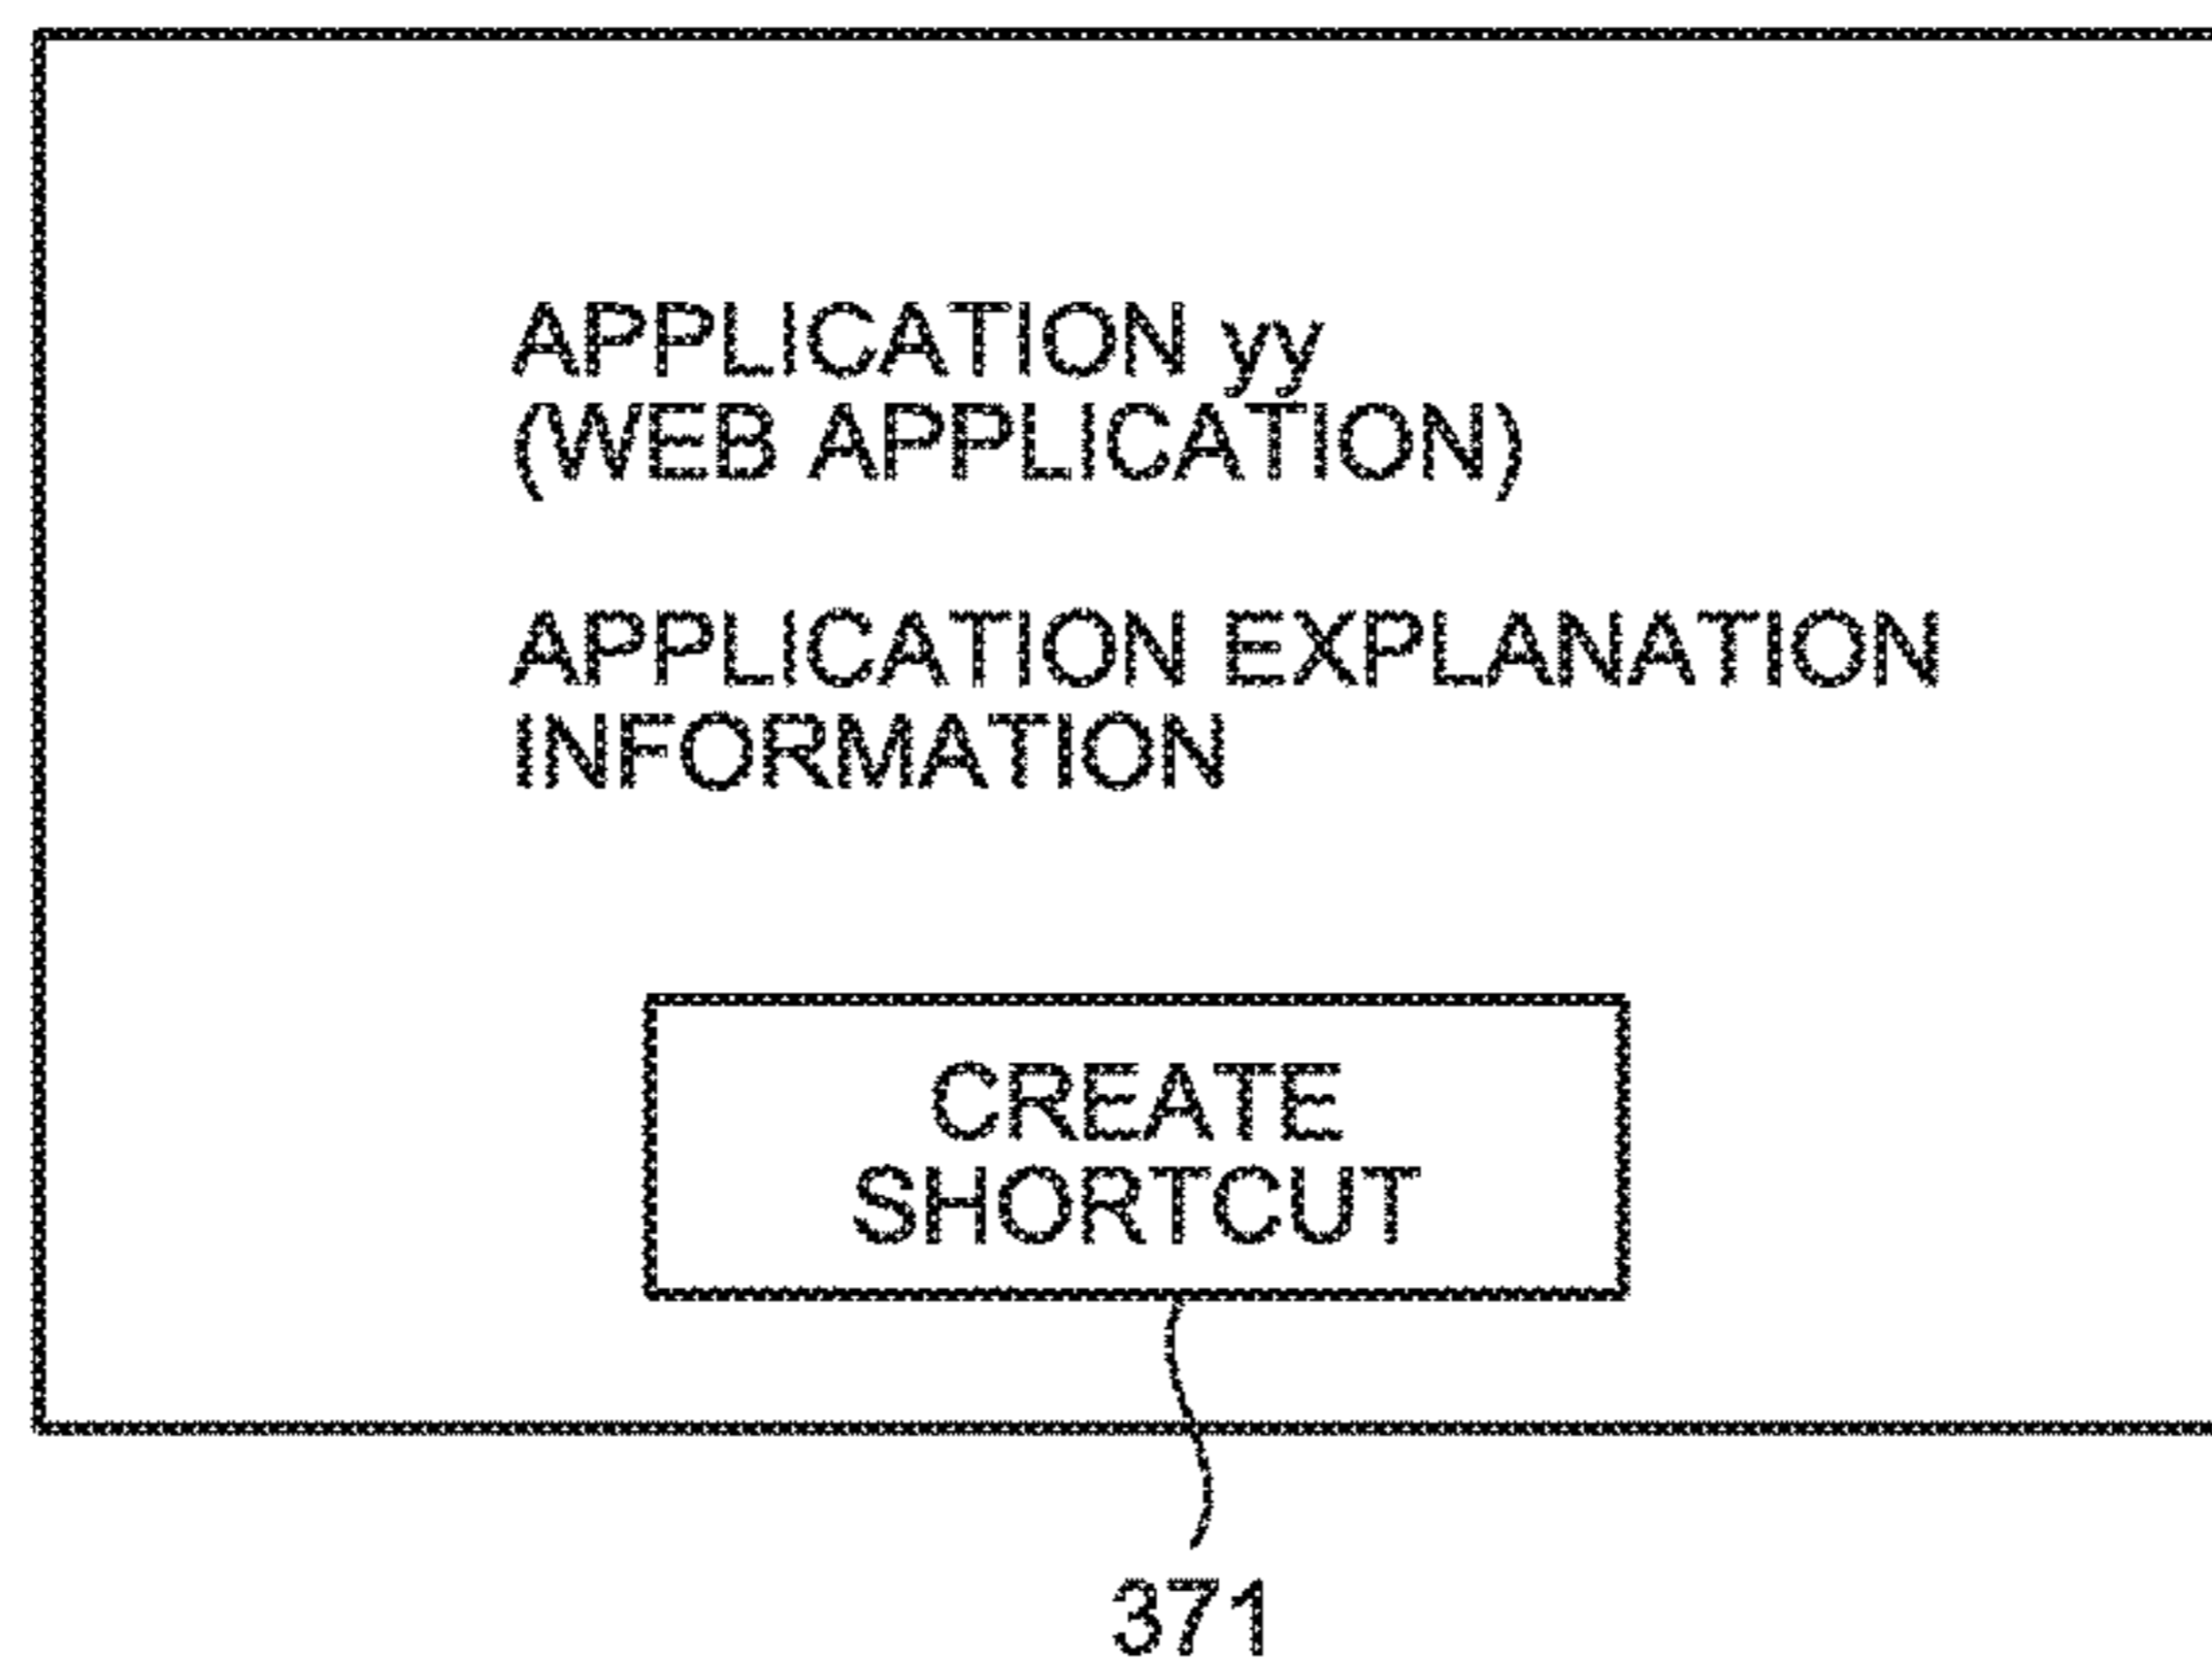 APPLICATION yy
(WEB APPLICATION)
APPLICATION EXPLANATION
INFORMATION
CREATE
SHORTCUT
371